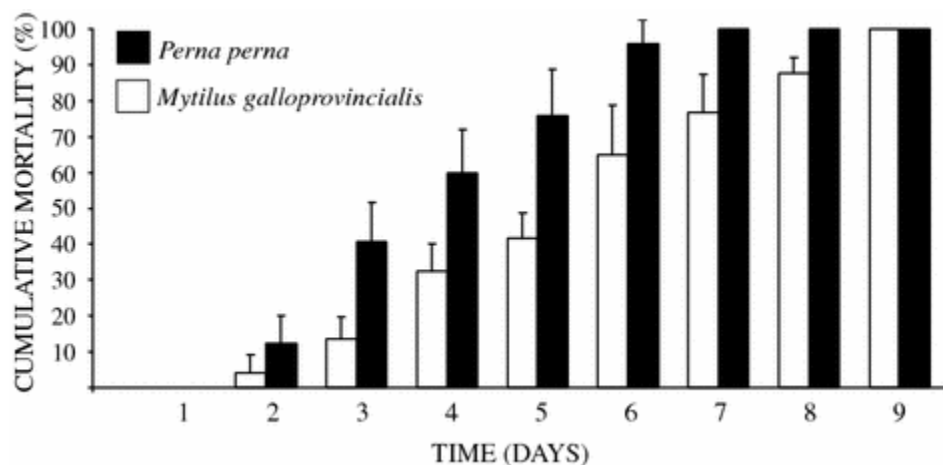 CUMULATIVE MORTALITY (%)
100
90
80
70
60
50
40
30
20
10
Perna perna
Mytilus galloprovincialis
1 2 3 4 5 6 7 8 9
TIME (DAYS)